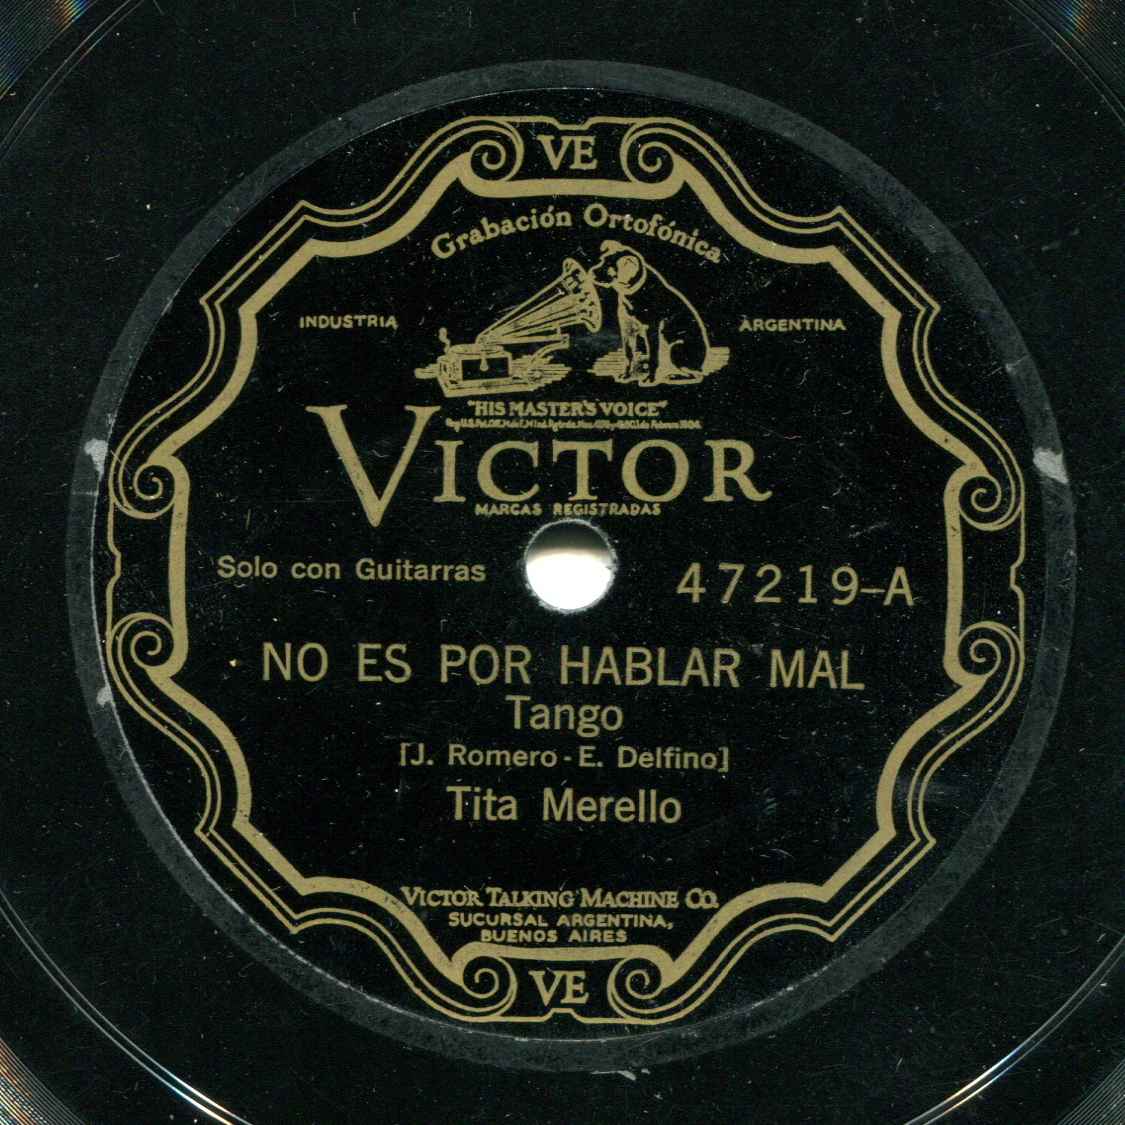 VE
Grabación Ortofónica
INDUSTRIA
ARGENTINA
"HIS MASTER'S VOICE"
VICTOR
MARCAS REGISTRADAS
Solo con Guitarras
47219-A
NO ES POR HABLAR MAL
Tango
[J. Romero - E. Delfino]
Tita Merello
VICTOR TALKING MACHINE CO.
SUCURSAL ARGENTINA,
BUENOS AIRES
VE